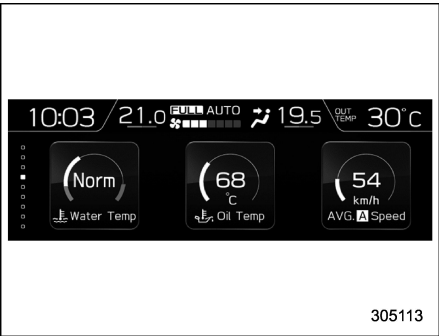 10:03 21.0 FULL AUTO 19.5 OUT TEMP 30°C
Norm
Water Temp
68
°C
Oil Temp
54
km/h
AVG. A Speed
305113